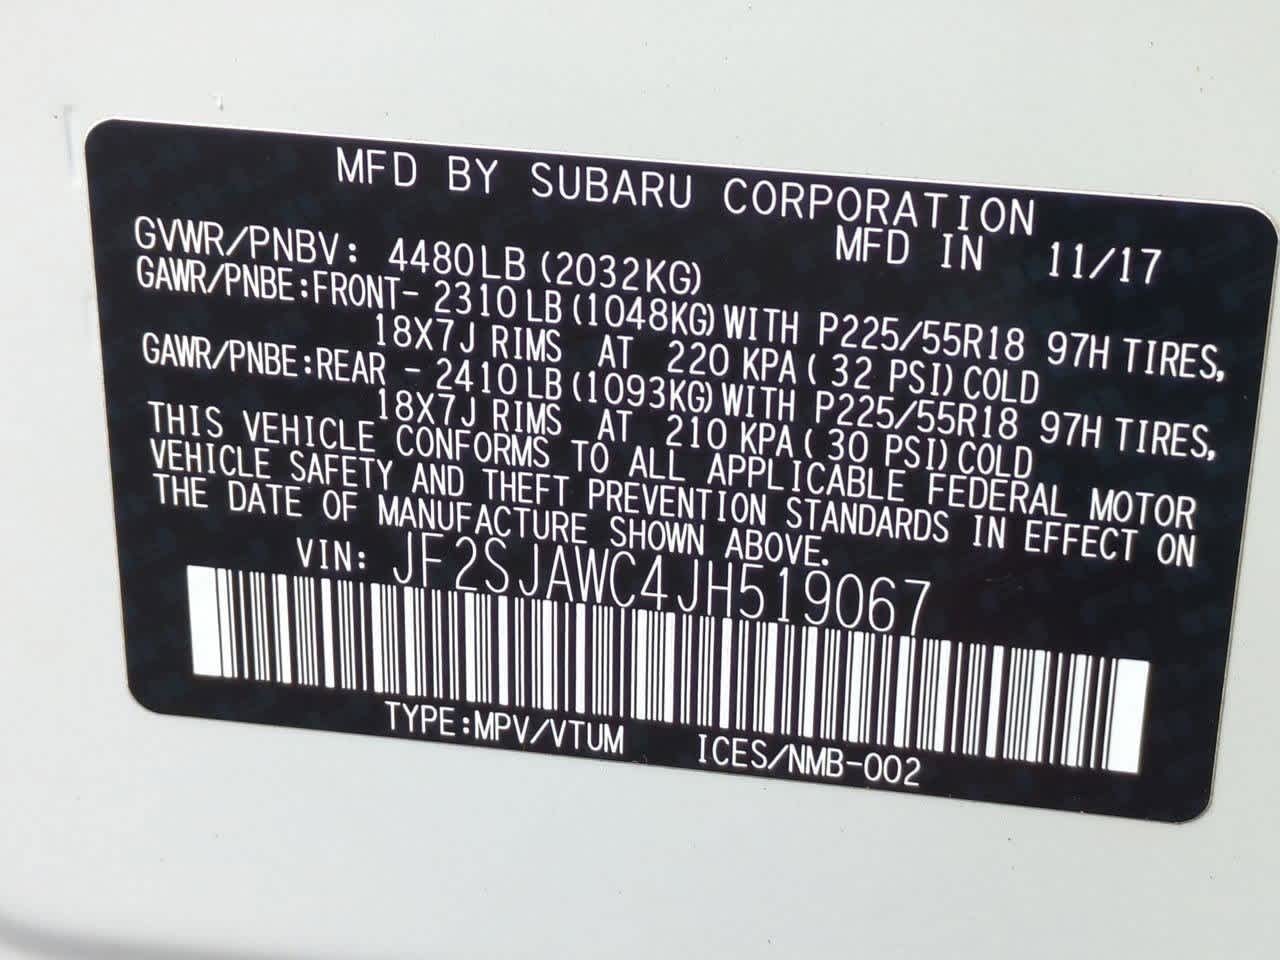 MFD BY SUBARU CORPORATION
MFD IN 11/17
GVWR/PNBV: 4480LB (2032KG)
GAWR/PNBE:FRONT- 2310LB (1048KG) WITH P225/55R18 97H TIRES,
18X7J RIMS AT 220 KPA ( 32 PSI) COLD
GAWR/PNBE:REAR - 2410LB (1093KG) WITH P225/55R18 97H TIRES,
18X7J RIMS AT 210 KPA ( 30 PSI) COLD
THIS VEHICLE CONFORMS TO ALL APPLICABLE FEDERAL MOTOR
VEHICLE SAFETY AND THEFT PREVENTION STANDARDS IN EFFECT ON
THE DATE OF MANUFACTURE SHOWN ABOVE.
VIN: JF2SJAWC4JH519067
TYPE:MPV/VTUM ICES/NMB-002